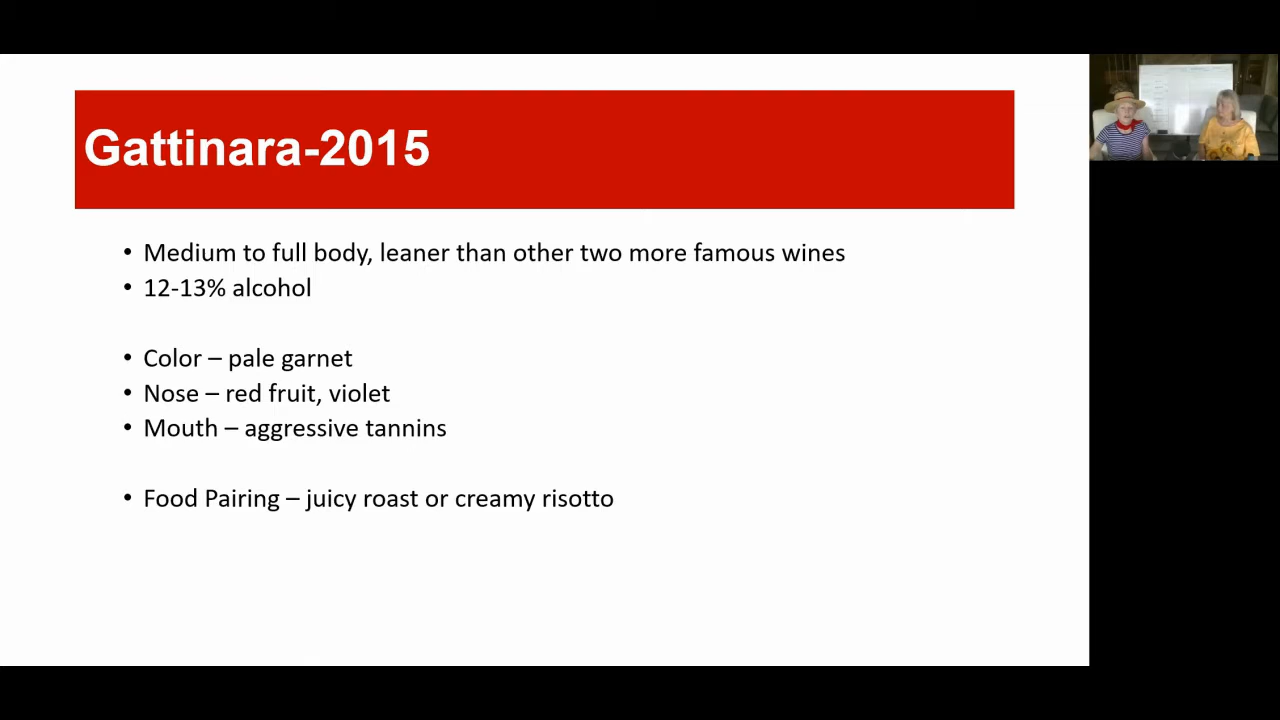 Gattinara-2015
• Medium to full body, leaner than other two more famous wines
• 12-13% alcohol
• Color – pale garnet
• Nose – red fruit, violet
• Mouth – aggressive tannins
• Food Pairing – juicy roast or creamy risotto